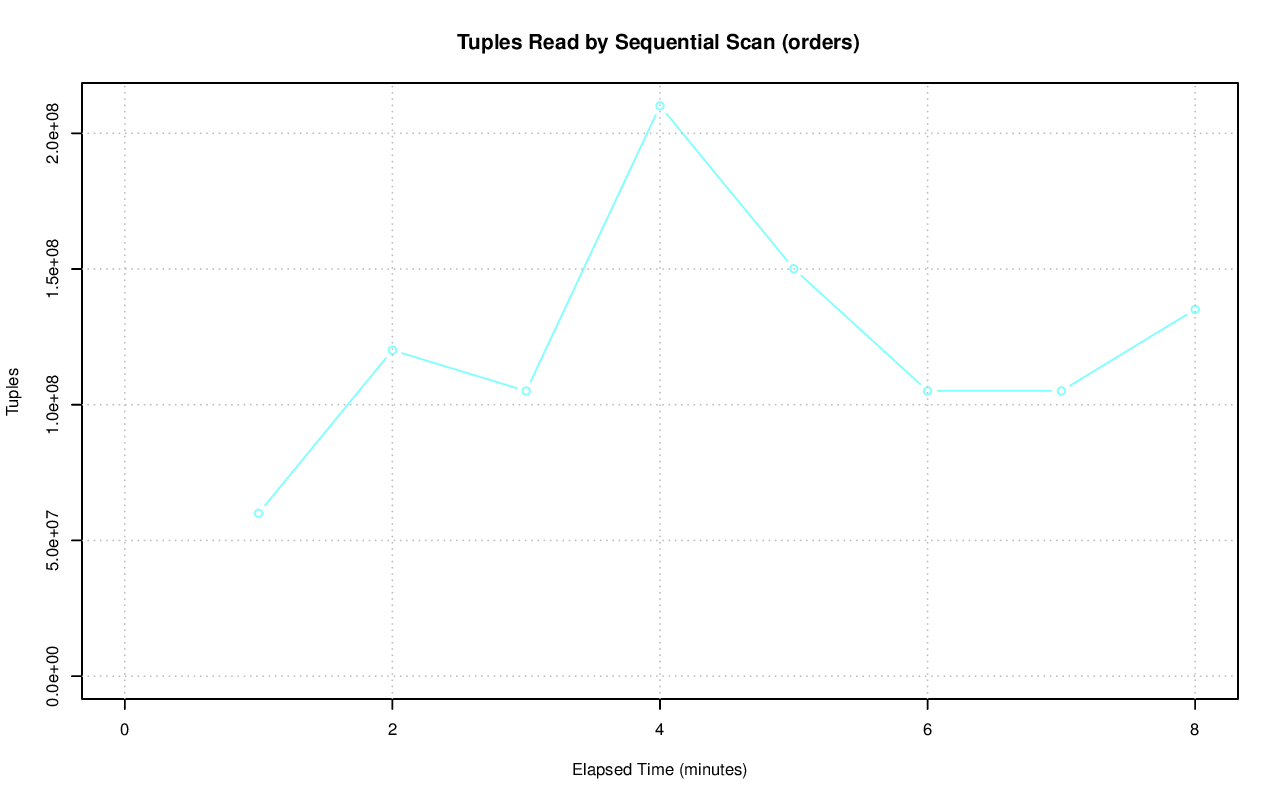 Tuples Read by Sequential Scan (orders)
2.0e+08
1.5e+08
1.0e+08
5.0e+07
0.0e+00
Tuples
0 2 4 6 8
Elapsed Time (minutes)